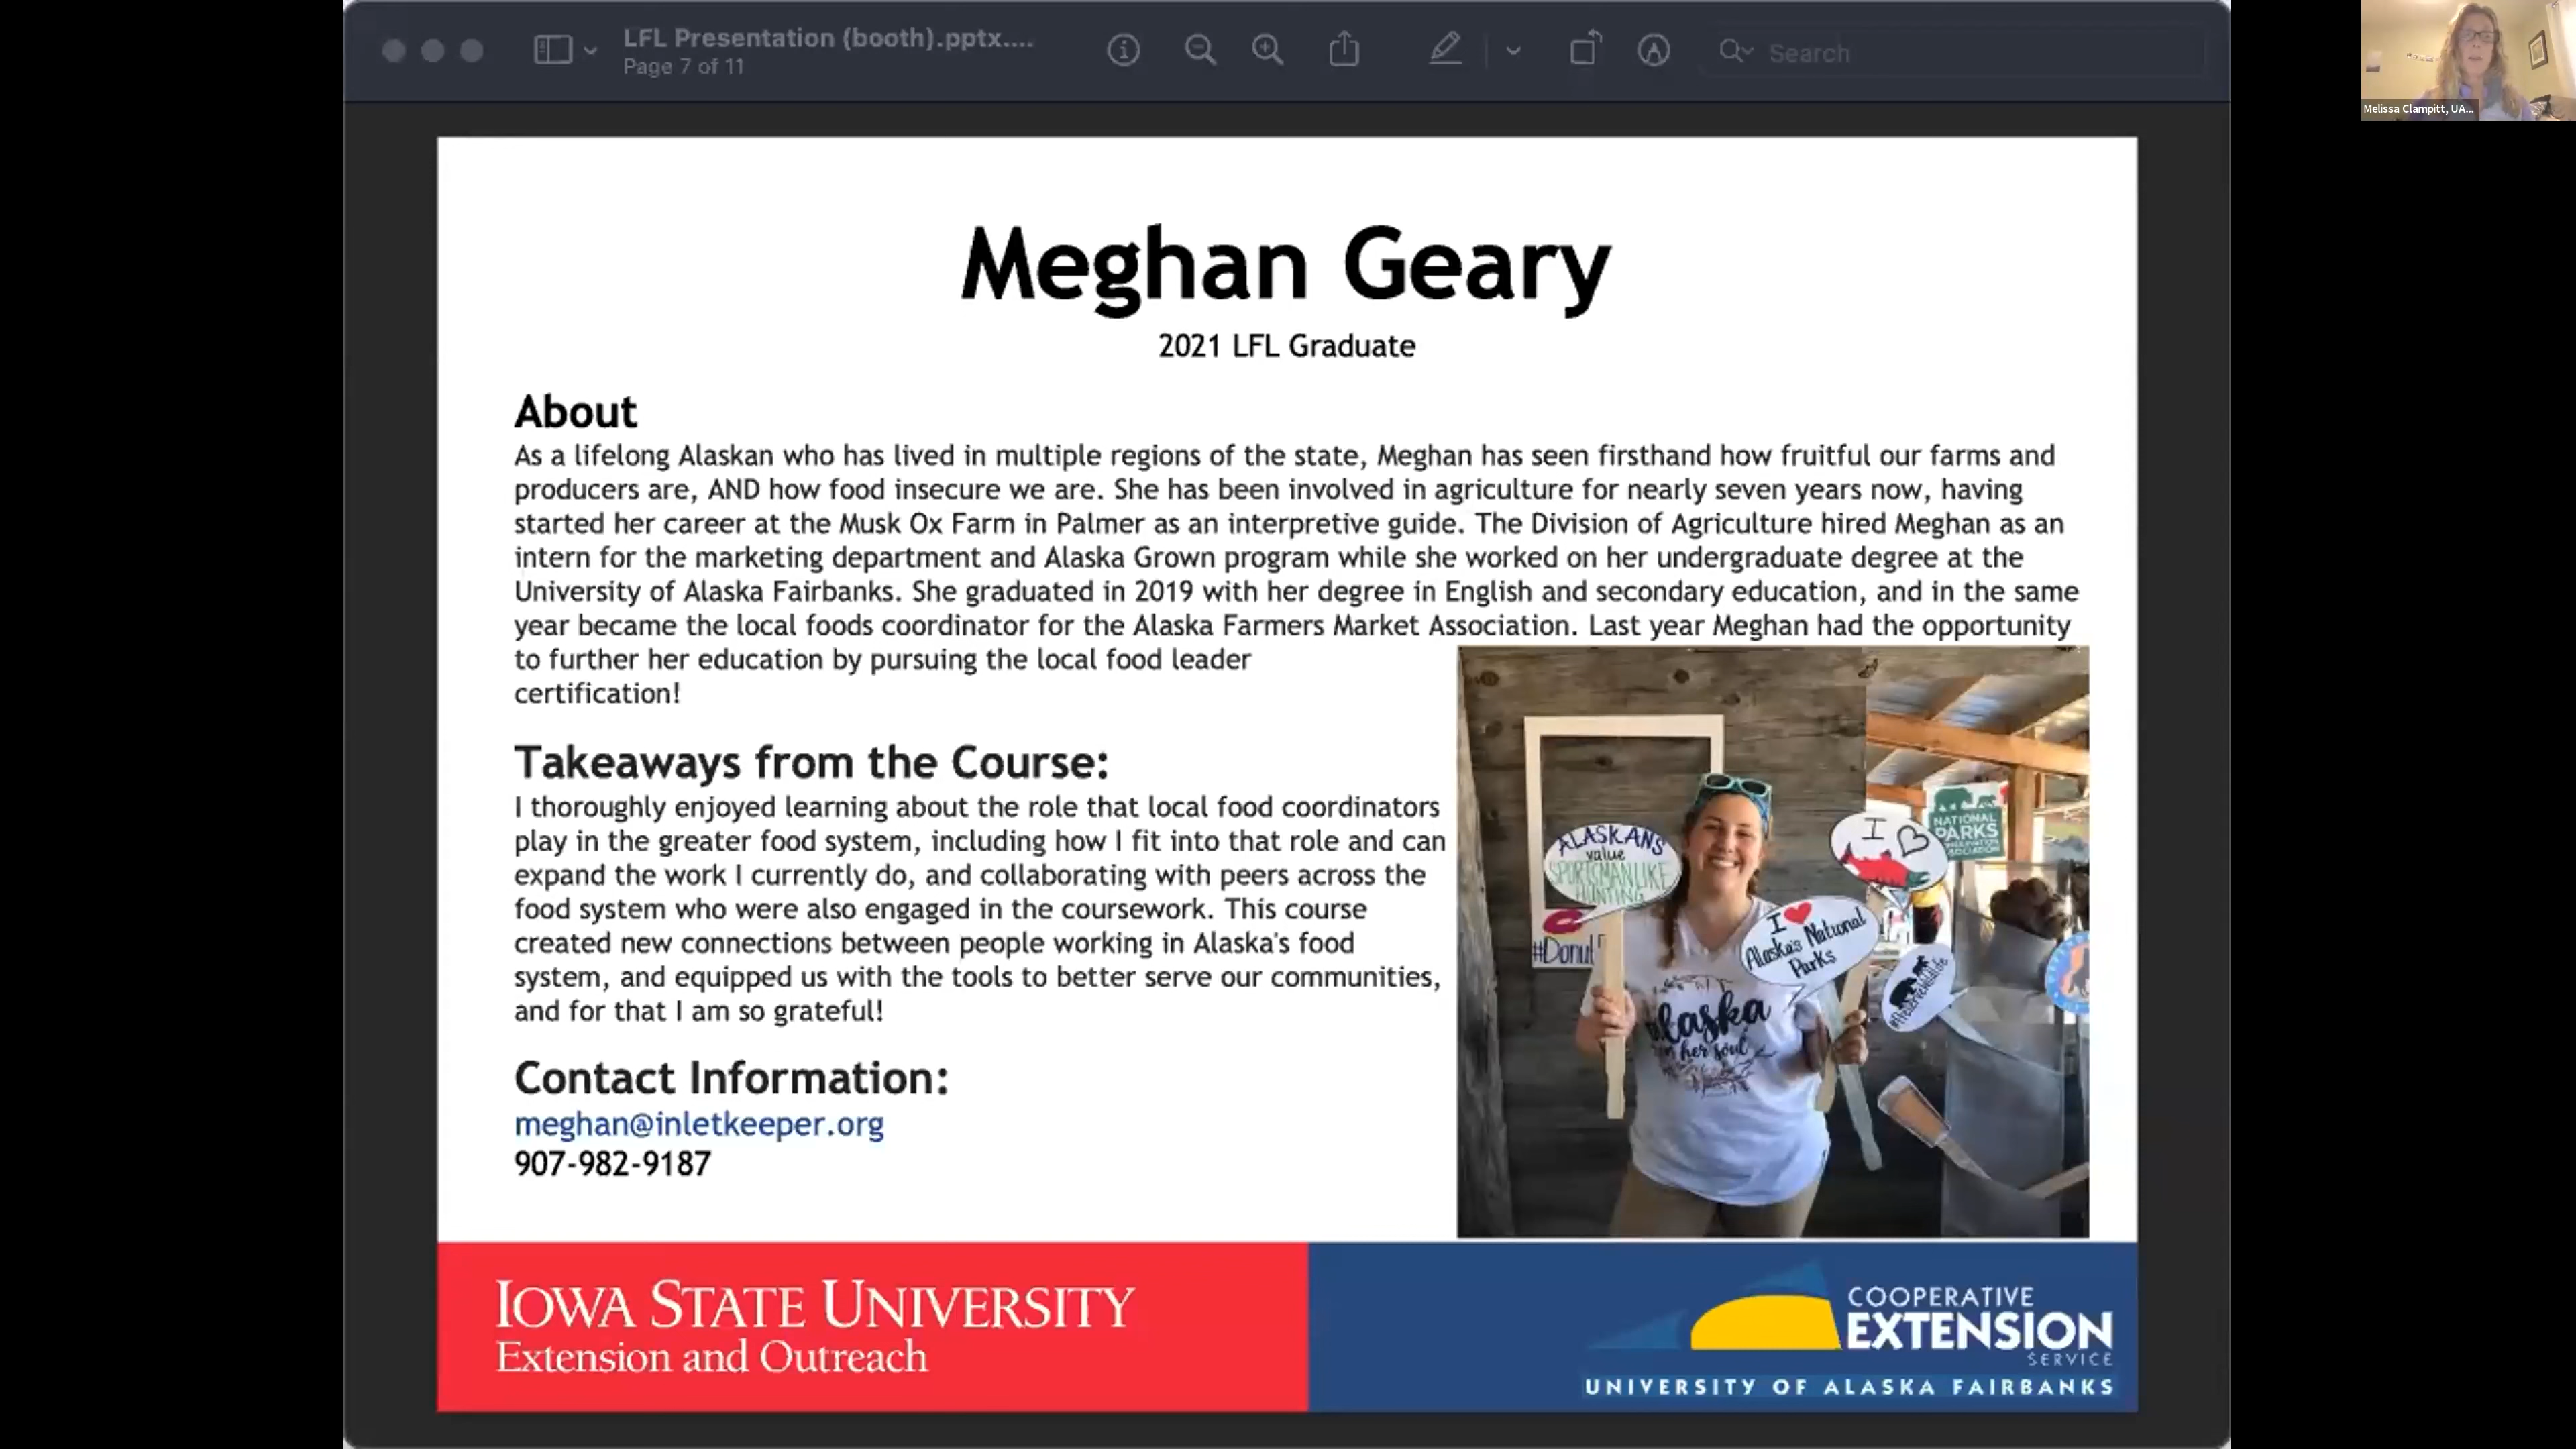 LFL Presentation (booth).pptx....
Page 7 of 11
Search
Melissa Clampitt, UA...
Meghan Geary
2021 LFL Graduate
About
As a lifelong Alaskan who has lived in multiple regions of the state, Meghan has seen firsthand how fruitful our farms and
producers are, AND how food insecure we are. She has been involved in agriculture for nearly seven years now, having
started her career at the Musk Ox Farm in Palmer as an interpretive guide. The Division of Agriculture hired Meghan as an
intern for the marketing department and Alaska Grown program while she worked on her undergraduate degree at the
University of Alaska Fairbanks. She graduated in 2019 with her degree in English and secondary education, and in the same
year became the local foods coordinator for the Alaska Farmers Market Association. Last year Meghan had the opportunity
to further her education by pursuing the local food leader
certification!
Takeaways from the Course:
I thoroughly enjoyed learning about the role that local food coordinators
play in the greater food system, including how I fit into that role and can
expand the work I currently do, and collaborating with peers across the
food system who were also engaged in the coursework. This course
created new connections between people working in Alaska's food
system, and equipped us with the tools to better serve our communities,
and for that I am so grateful!
Contact Information:
meghan@inletkeeper.org
907-982-9187
ALASKANS
value
SPORTSMANLIKE
HUNTING
#Donut
I
NATIONAL
PARKS
ASSOCIATION
I ❤ 
Alaska's National
Parks
alaska
her soul
IOWA STATE UNIVERSITY
Extension and Outreach
COOPERATIVE
EXTENSION
SERVICE
UNIVERSITY OF ALASKA FAIRBANKS